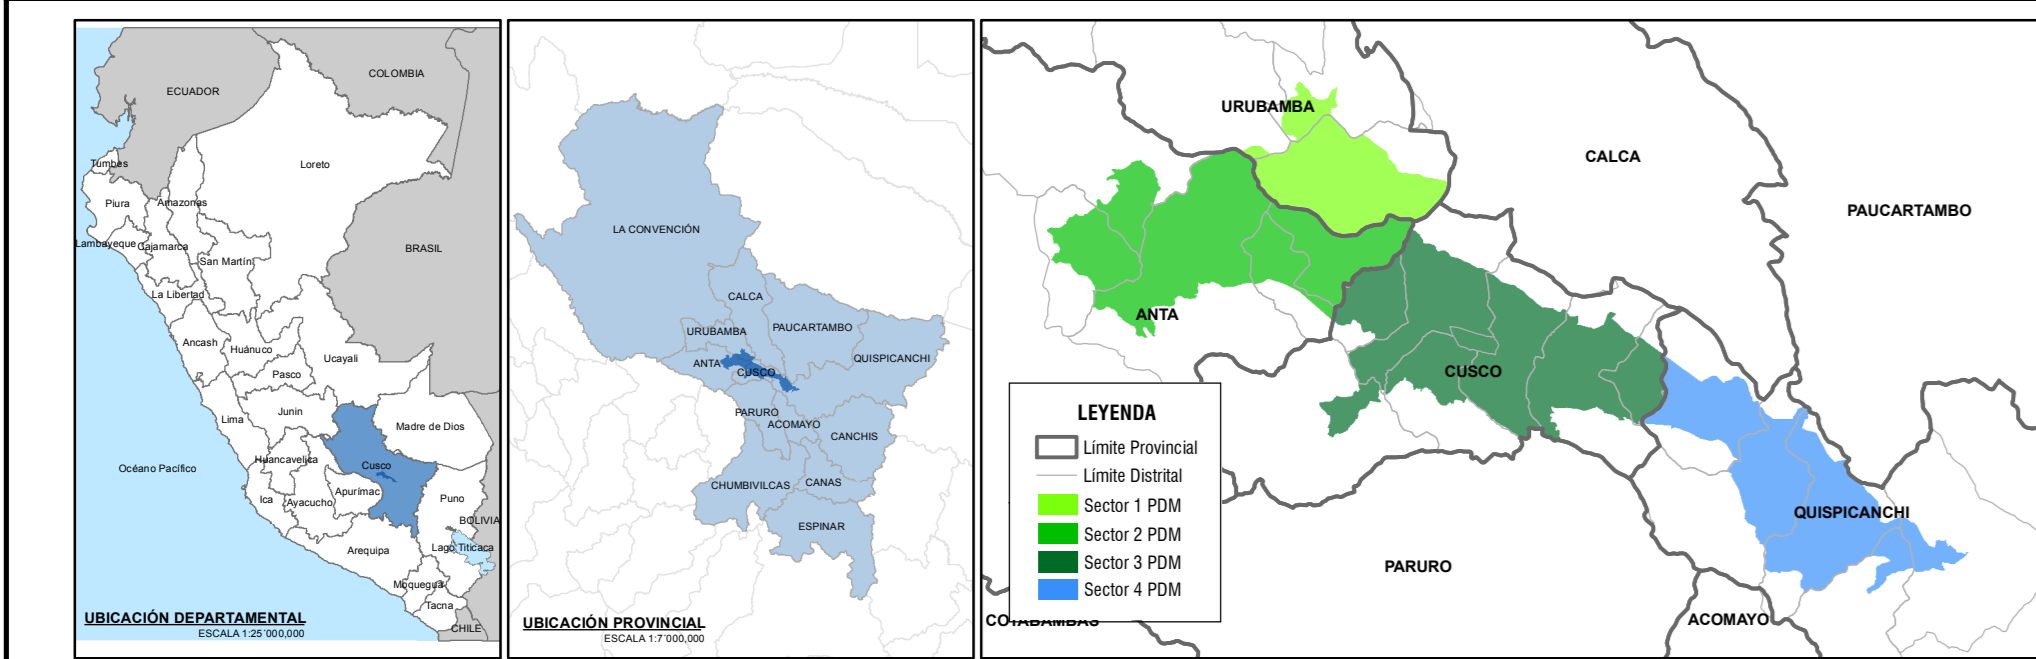 ECUADOR
COLOMBIA
Tumbes
Loreto
Piura
Amazonas
Lambayeque
Cajamarca
San Martín
BRASIL
La Libertad
Ancash
Huánuco
Ucayali
Pasco
Lima
Junin
Madre de Dios
Huancavelica
Cusco
Océano Pacífico
Ica
Ayacucho
Apurímac
Puno
BOLIVIA
Arequipa
Lago Titicaca
Moquegua
Tacna
CHILE
UBICACIÓN DEPARTAMENTAL
ESCALA 1:25´000,000
LA CONVENCIÓN
CALCA
URUBAMBA
PAUCARTAMBO
ANTA
CUSCO
QUISPICANCHI
PARURO
ACOMAYO
CANCHIS
CHUMBIVILCAS
CANAS
ESPINAR
UBICACIÓN PROVINCIAL
ESCALA 1:7´000,000
URUBAMBA
CALCA
PAUCARTAMBO
ANTA
CUSCO
QUISPICANCHI
PARURO
ACOMAYO
COTABAMBAS
LEYENDA
Límite Provincial
Límite Distrital
Sector 1 PDM
Sector 2 PDM
Sector 3 PDM
Sector 4 PDM